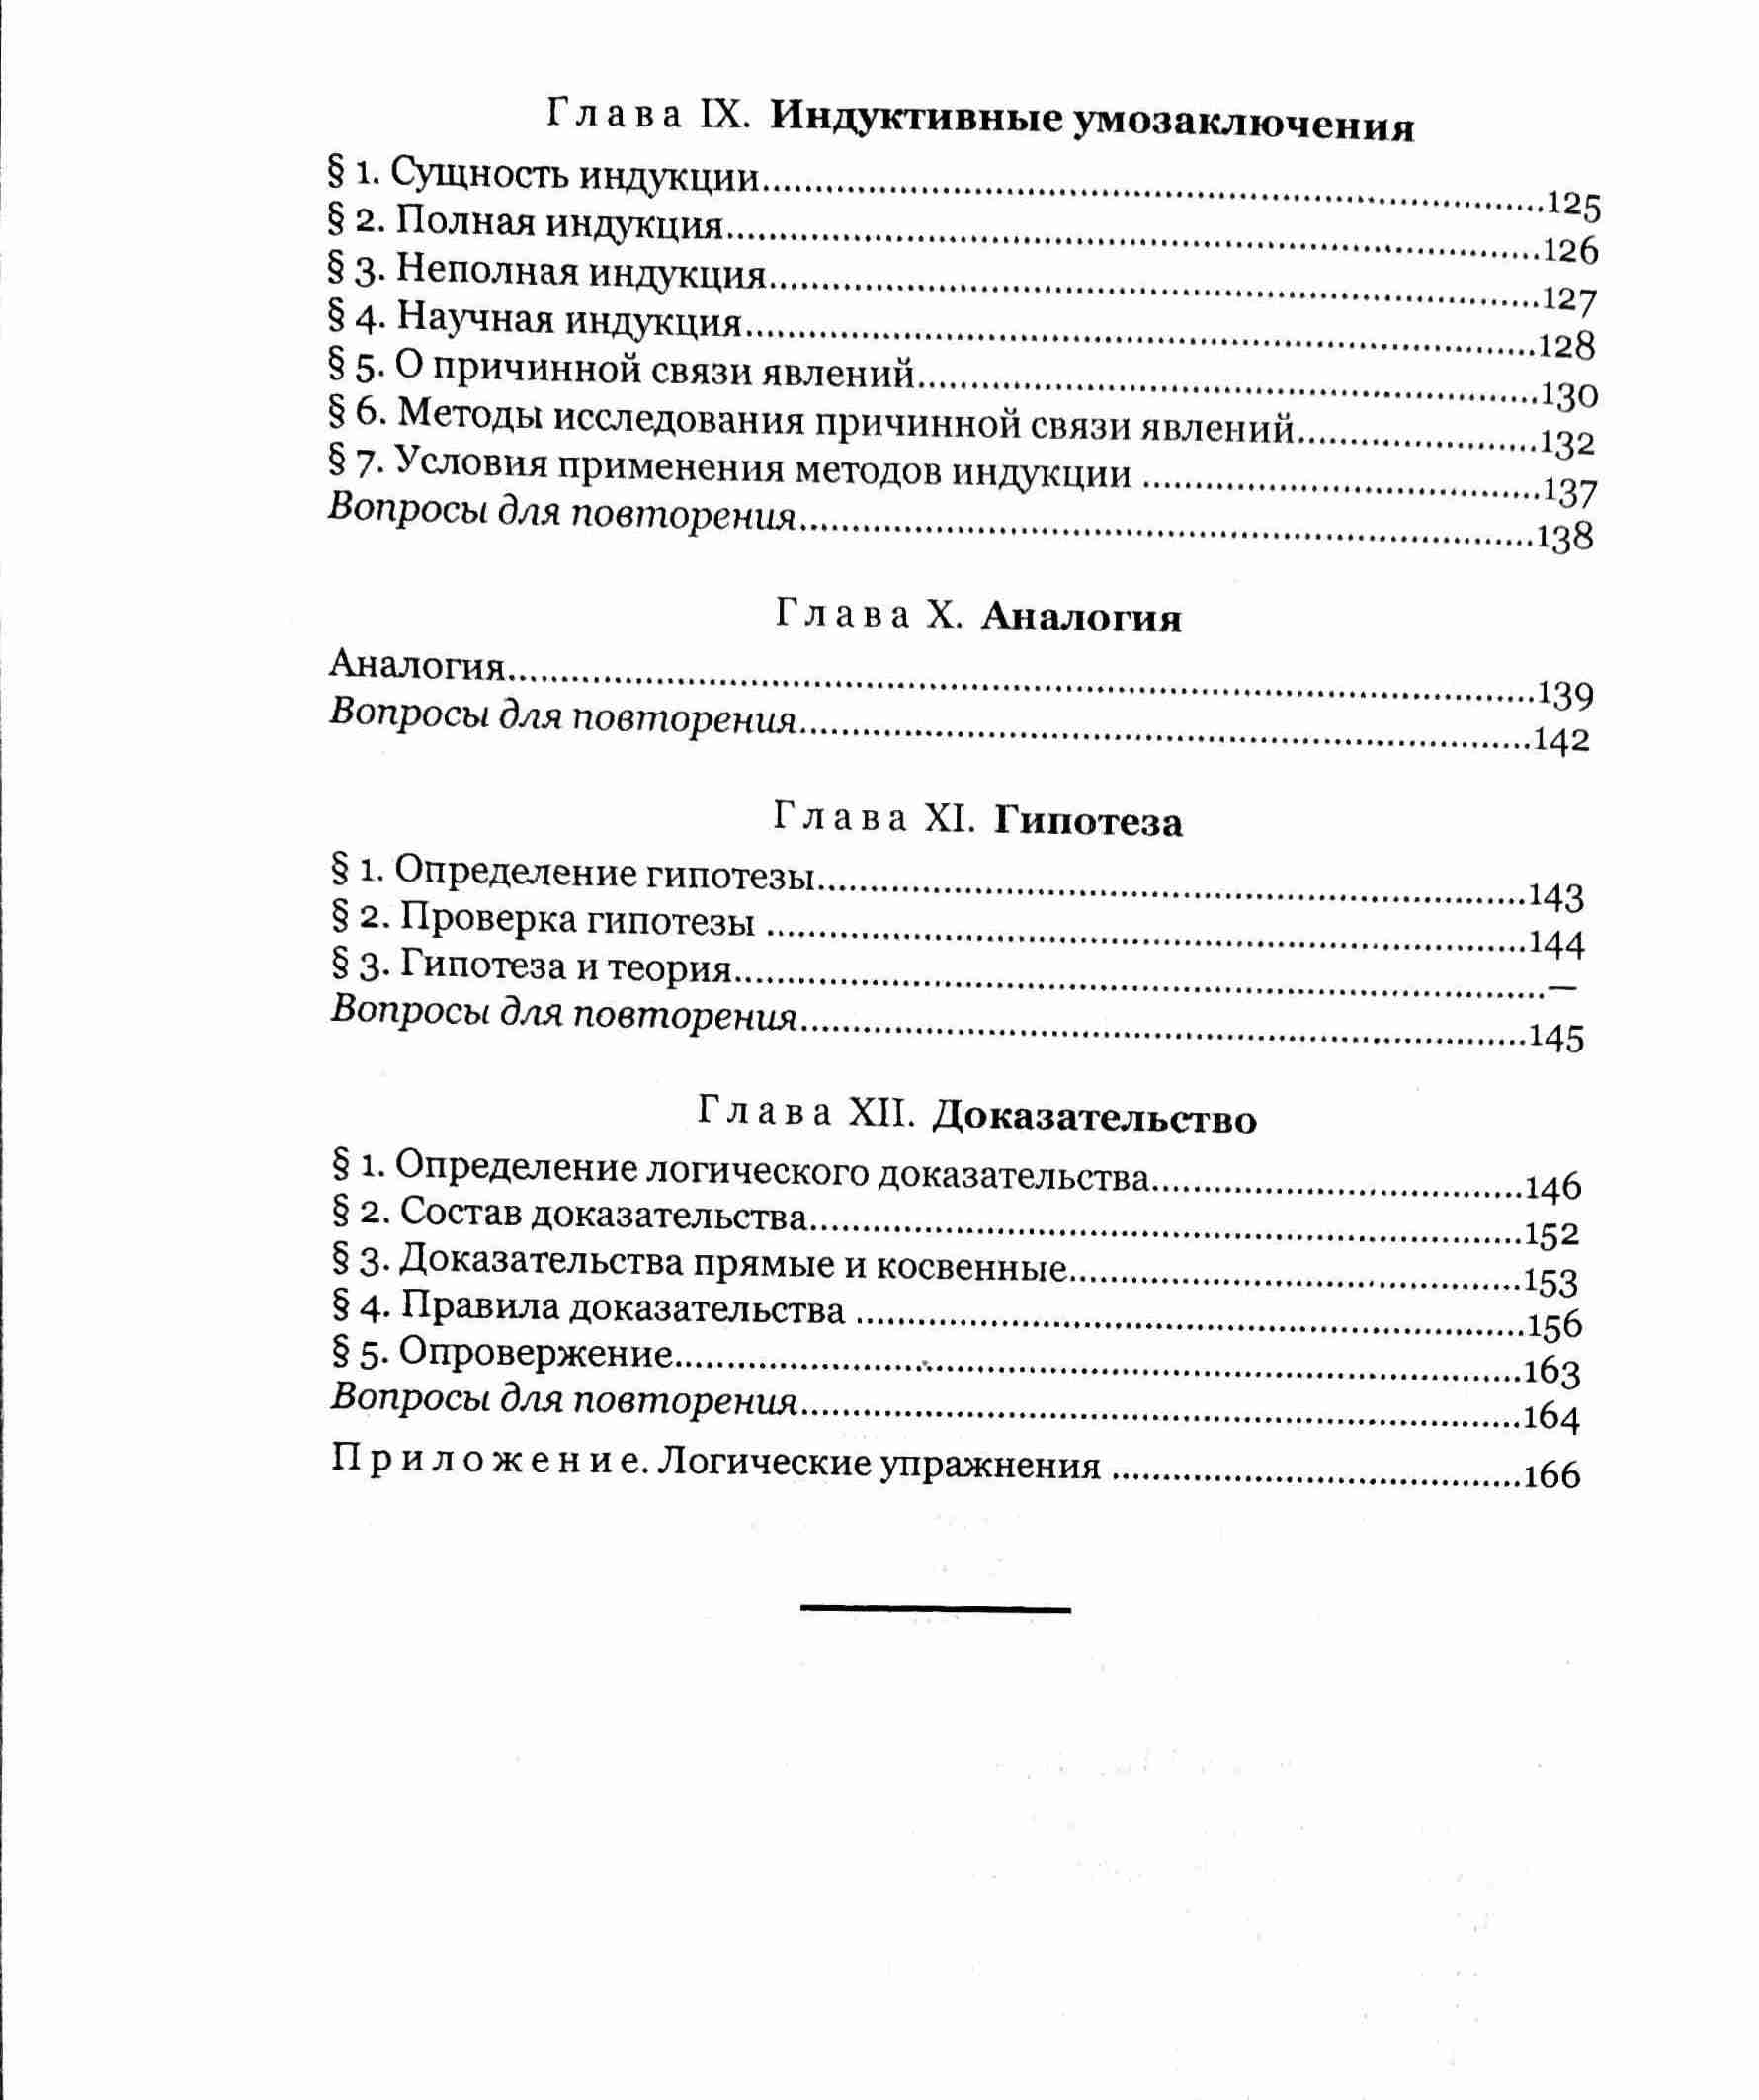 Глава IX. Индуктивные умозаключения
§ 1. Сущность индукции....................125
§ 2. Полная индукция....................126
§ 3. Неполная индукция....................127
§ 4. Научная индукция....................128
§ 5. О причинной связи явлений....................130
§ 6. Методы исследования причинной связи явлений....................132
§ 7. Условия применения методов индукции ....................137
Вопросы для повторения....................138
Глава X. Аналогия
Аналогия....................139
Вопросы для повторения....................142
Глава XI. Гипотеза
§ 1. Определение гипотезы....................143
§ 2. Проверка гипотезы ....................144
§ 3. Гипотеза и теория....................—
Вопросы для повторения....................145
Глава XII. Доказательство
§ 1. Определение логического доказательства....................146
§ 2. Состав доказательства....................152
§ 3. Доказательства прямые и косвенные....................153
§ 4. Правила доказательства ....................156
§ 5. Опровержение....................163
Вопросы для повторения....................164
Приложение. Логические упражнения ....................166